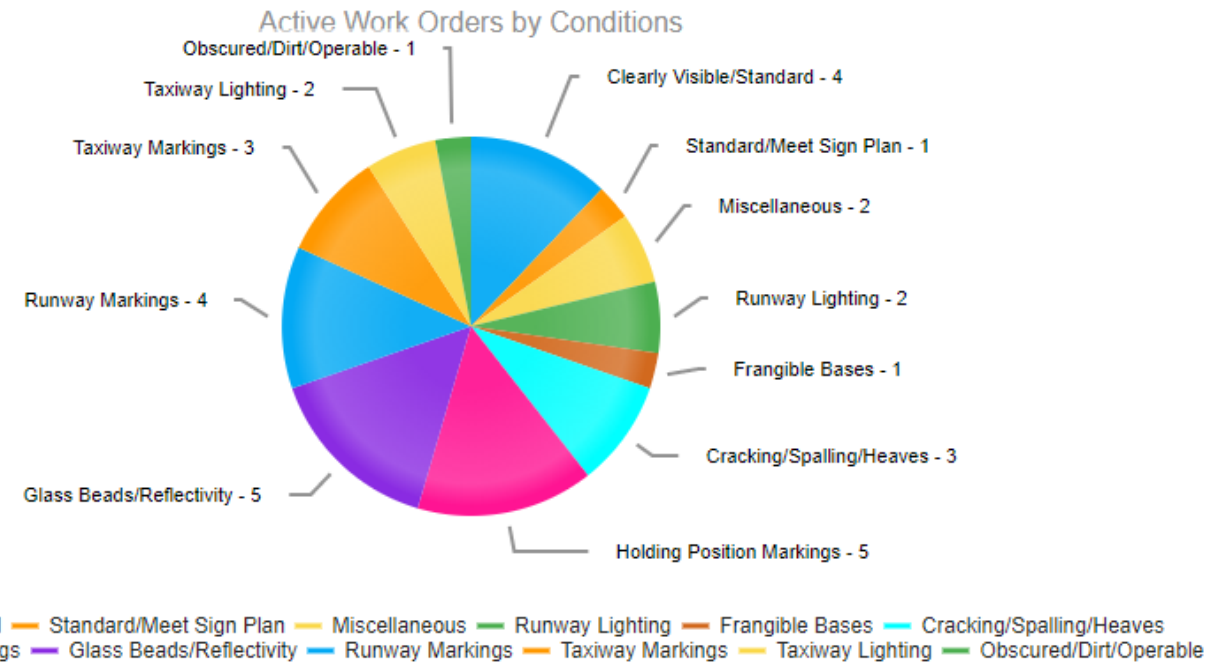 Active Work Orders by Conditions
Obscured/Dirt/Operable - 1
Clearly Visible/Standard - 4
Taxiway Lighting - 2
Taxiway Markings - 3
Standard/Meet Sign Plan - 1
Miscellaneous - 2
Runway Markings - 4
Runway Lighting - 2
Frangible Bases - 1
Cracking/Spalling/Heaves - 3
Glass Beads/Reflectivity - 5
Holding Position Markings - 5
Standard/Meet Sign Plan Miscellaneous Runway Lighting Frangible Bases Cracking/Spalling/Heaves
gs Glass Beads/Reflectivity Runway Markings Taxiway Markings Taxiway Lighting Obscured/Dirt/Operable